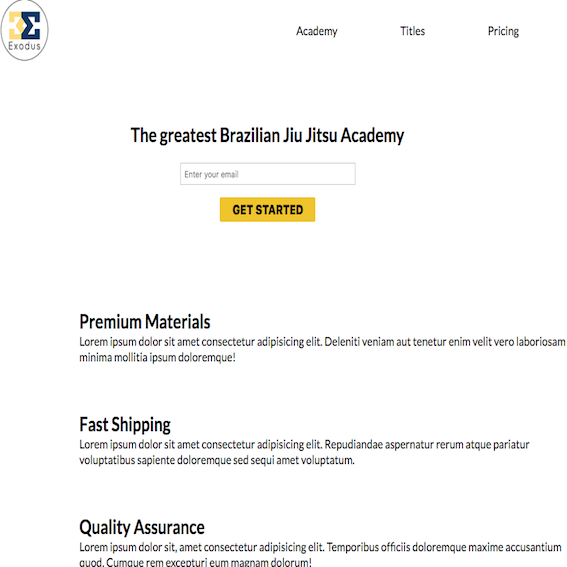 Exodus
Academy Titles Pricing
The greatest Brazilian Jiu Jitsu Academy
Enter your email
GET STARTED
Premium Materials
Lorem ipsum dolor sit amet consectetur adipisicing elit. Deleniti veniam aut tenetur enim velit vero laboriosam
minima mollitia ipsum doloremque!
Fast Shipping
Lorem ipsum dolor sit amet consectetur adipisicing elit. Repudiandae aspernatur rerum atque pariatur
voluptatibus sapiente doloremque sed sequi amet voluptatum.
Quality Assurance
Lorem ipsum dolor sit, amet consectetur adipisicing elit. Temporibus officiis doloremque maxime accusantium
quod. Cumque rem excepturi eum magnam dolorum!